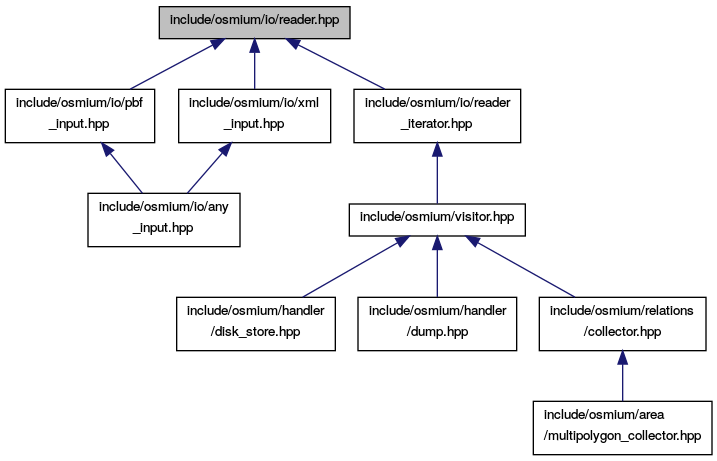 include/osmium/io/reader.hpp
include/osmium/io/pbf
_input.hpp
include/osmium/io/xml
_input.hpp
include/osmium/io/reader
_iterator.hpp
include/osmium/io/any
_input.hpp
include/osmium/visitor.hpp
include/osmium/handler
/disk_store.hpp
include/osmium/handler
/dump.hpp
include/osmium/relations
/collector.hpp
include/osmium/area
/multipolygon_collector.hpp